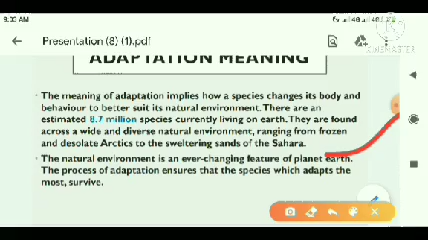 9:00 AM
Presentation (8) (1).pdf
KINEMASTER
ADAPTATION MEANING
• The meaning of adaptation implies how a species changes its body and
behaviour to better suit its natural environment. There are an
estimated 8.7 million species currently living on earth. They are found
across a wide and diverse natural environment, ranging from frozen
and desolate Arctics to the sweltering sands of the Sahara.
• The natural environment is an ever-changing feature of planet earth.
The process of adaptation ensures that the species which adapts the
most, survive.